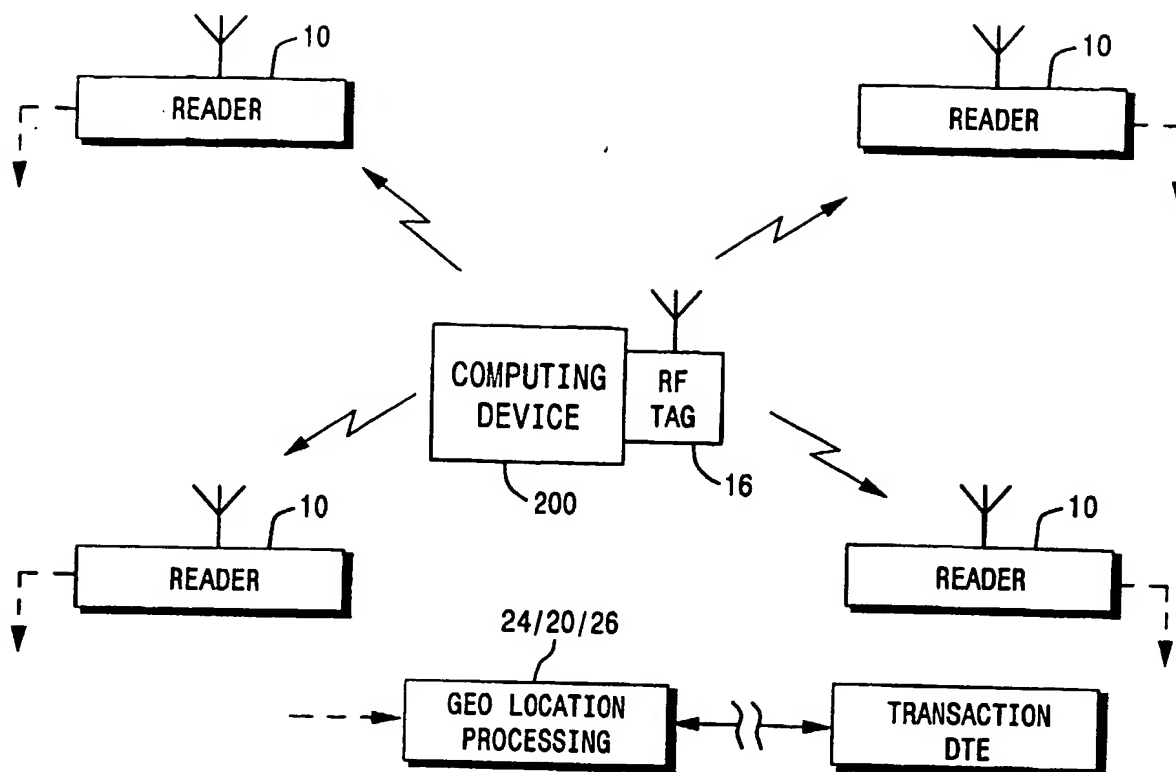 10
READER
10
READER
COMPUTING
DEVICE
RF
TAG
200
16
10
READER
10
READER
24/20/26
GEO LOCATION
PROCESSING
TRANSACTION
DTE